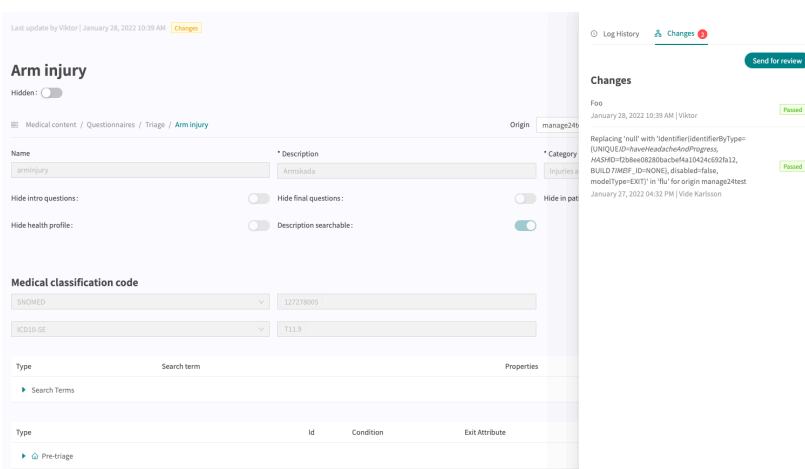 Last update by Viktor | January 28, 2022 10:39 AM Changes
Arm injury
Hidden:
Medical content / Questionnaires / Triage / Arm injury
Origin manage24te
Name
* Description
* Category
arminjury
Armskada
Injuries a
Hide intro questions:
Hide final questions:
Hide in pati
Hide health profile:
Description searchable:
Medical classification code
SNOMED
127278005
ICD10-SE
T11.9
Type Search term Properties
Search Terms
Type Id Condition Exit Attribute
Pre-triage
Log History Changes 2
Send for review
Changes
Foo
January 28, 2022 10:39 AM | Viktor
Passed
Replacing 'null' with 'Identifier(identifierByType=
(UNIQUEID=haveHeadacheAndProgress,
HASHID=f2b8ee08280bacbef4a10424c692fa12,
BUILDTIMEIF_ID=NONE}, disabled=false,
modelType=EXIT)' in 'flu' for origin manage24test
January 27, 2022 04:32 PM | Vide Karlsson
Passed